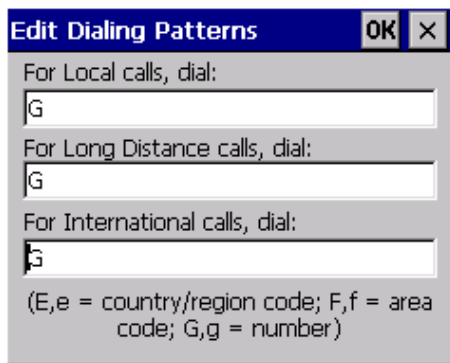 Edit Dialing Patterns OK ×
For Local calls, dial:
G
For Long Distance calls, dial:
G
For International calls, dial:
G
(E,e = country/region code; F,f = area
code; G,g = number)